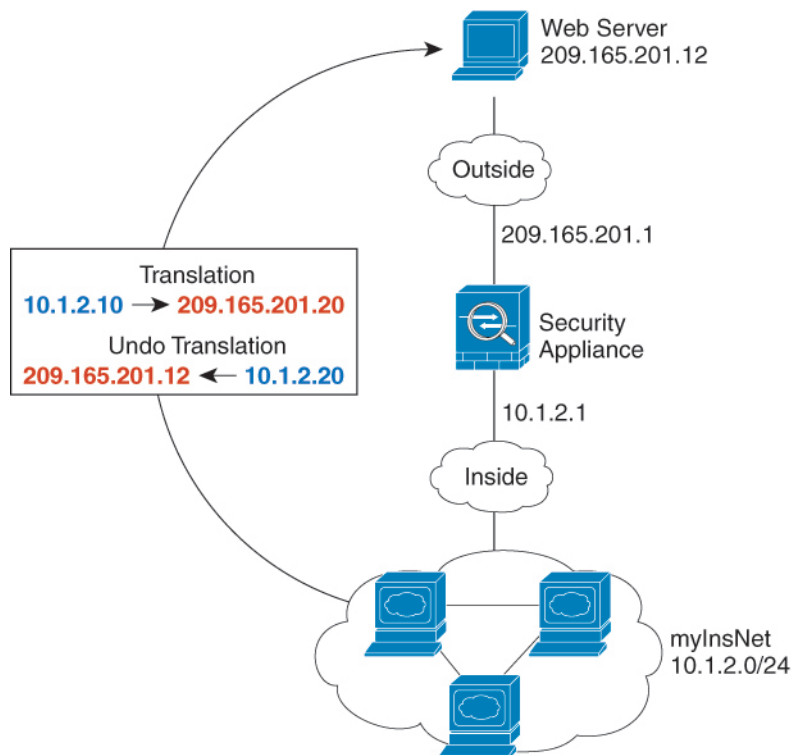 Web Server
209.165.201.12
Outside
209.165.201.1
Translation
10.1.2.10 → 209.165.201.20
Undo Translation
209.165.201.12 ← 10.1.2.20
Security
Appliance
10.1.2.1
Inside
myInsNet
10.1.2.0/24